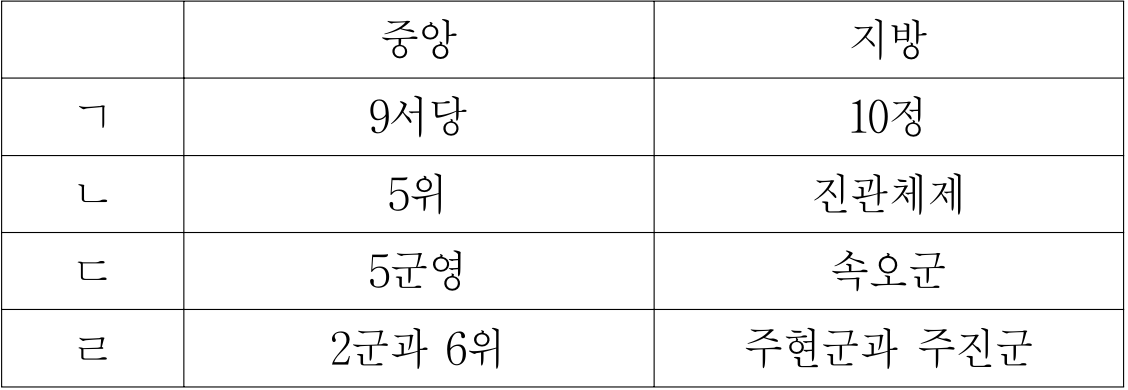 중앙 지방
ㄱ 9서당 10정
ㄴ 5위 진관체제
ㄷ 5군영 속오군
ㄹ 2군과 6위 주현군과 주진군